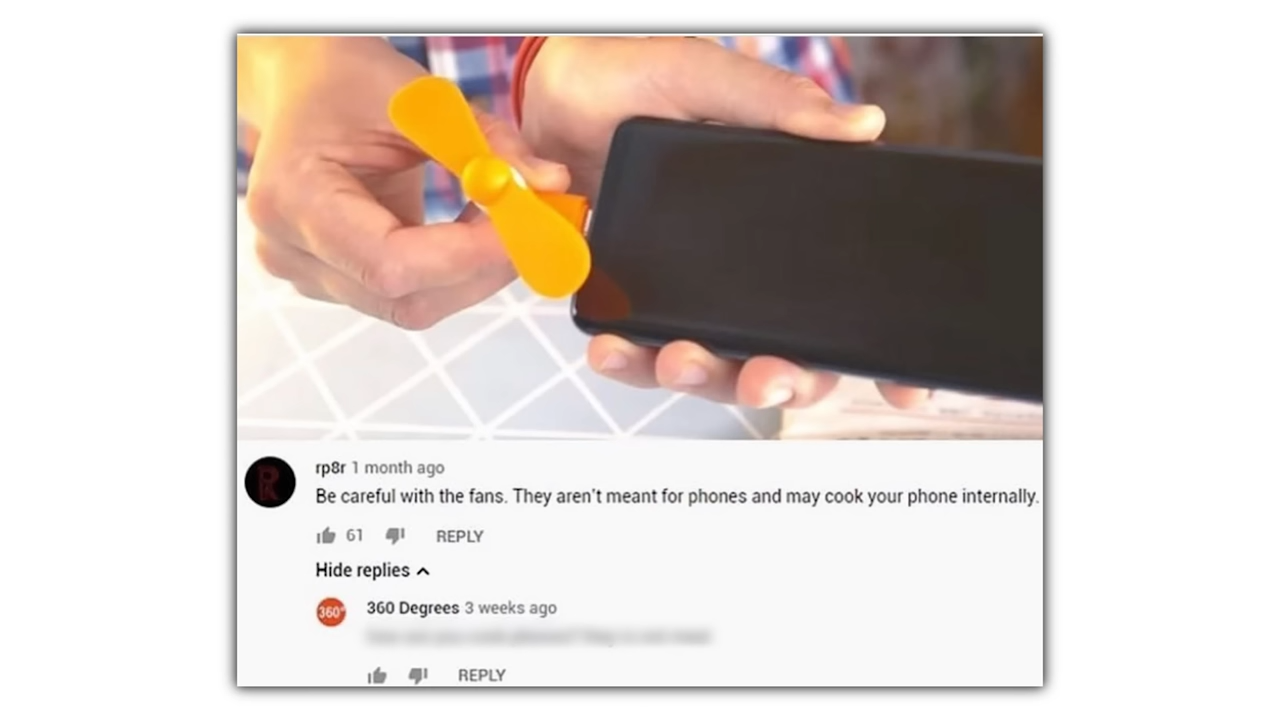 rp8r 1 month ago
Be careful with the fans. They aren't meant for phones and may cook your phone internally.
61 REPLY
Hide replies
360° 360 Degrees 3 weeks ago
REPLY